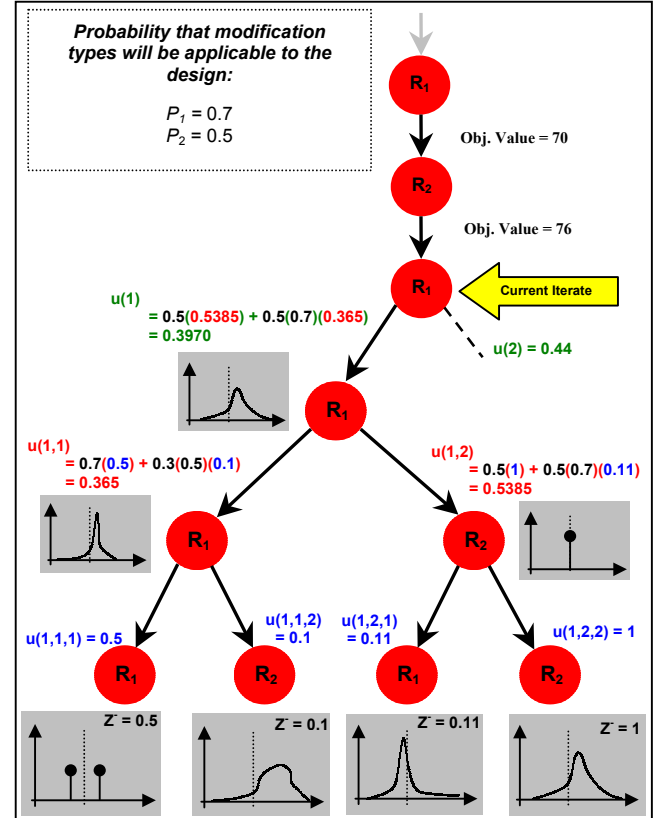 Probability that modification
types will be applicable to the
design:
P1 = 0.7
P2 = 0.5
R1
Obj. Value = 70
R2
Obj. Value = 76
R1
Current Iterate
u(1)
= 0.5(0.5385) + 0.5(0.7)(0.365)
= 0.3970
u(2) = 0.44
R1
u(1,1)
= 0.7(0.5) + 0.3(0.5)(0.1)
= 0.365
u(1,2)
= 0.5(1) + 0.5(0.7)(0.11)
= 0.5385
R1
R2
u(1,1,1) = 0.5
u(1,1,2)
= 0.1
u(1,2,1)
= 0.11
u(1,2,2) = 1
R1
R2
R1
R2
Z- = 0.5
Z- = 0.1
Z- = 0.11
Z- = 1